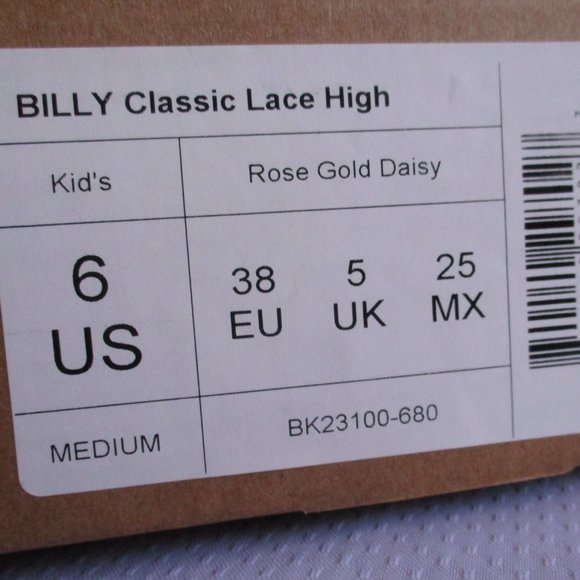 BILLY Classic Lace High
Kid's
Rose Gold Daisy
6
US
38
EU
5
UK
25
MX
MEDIUM
BK23100-680